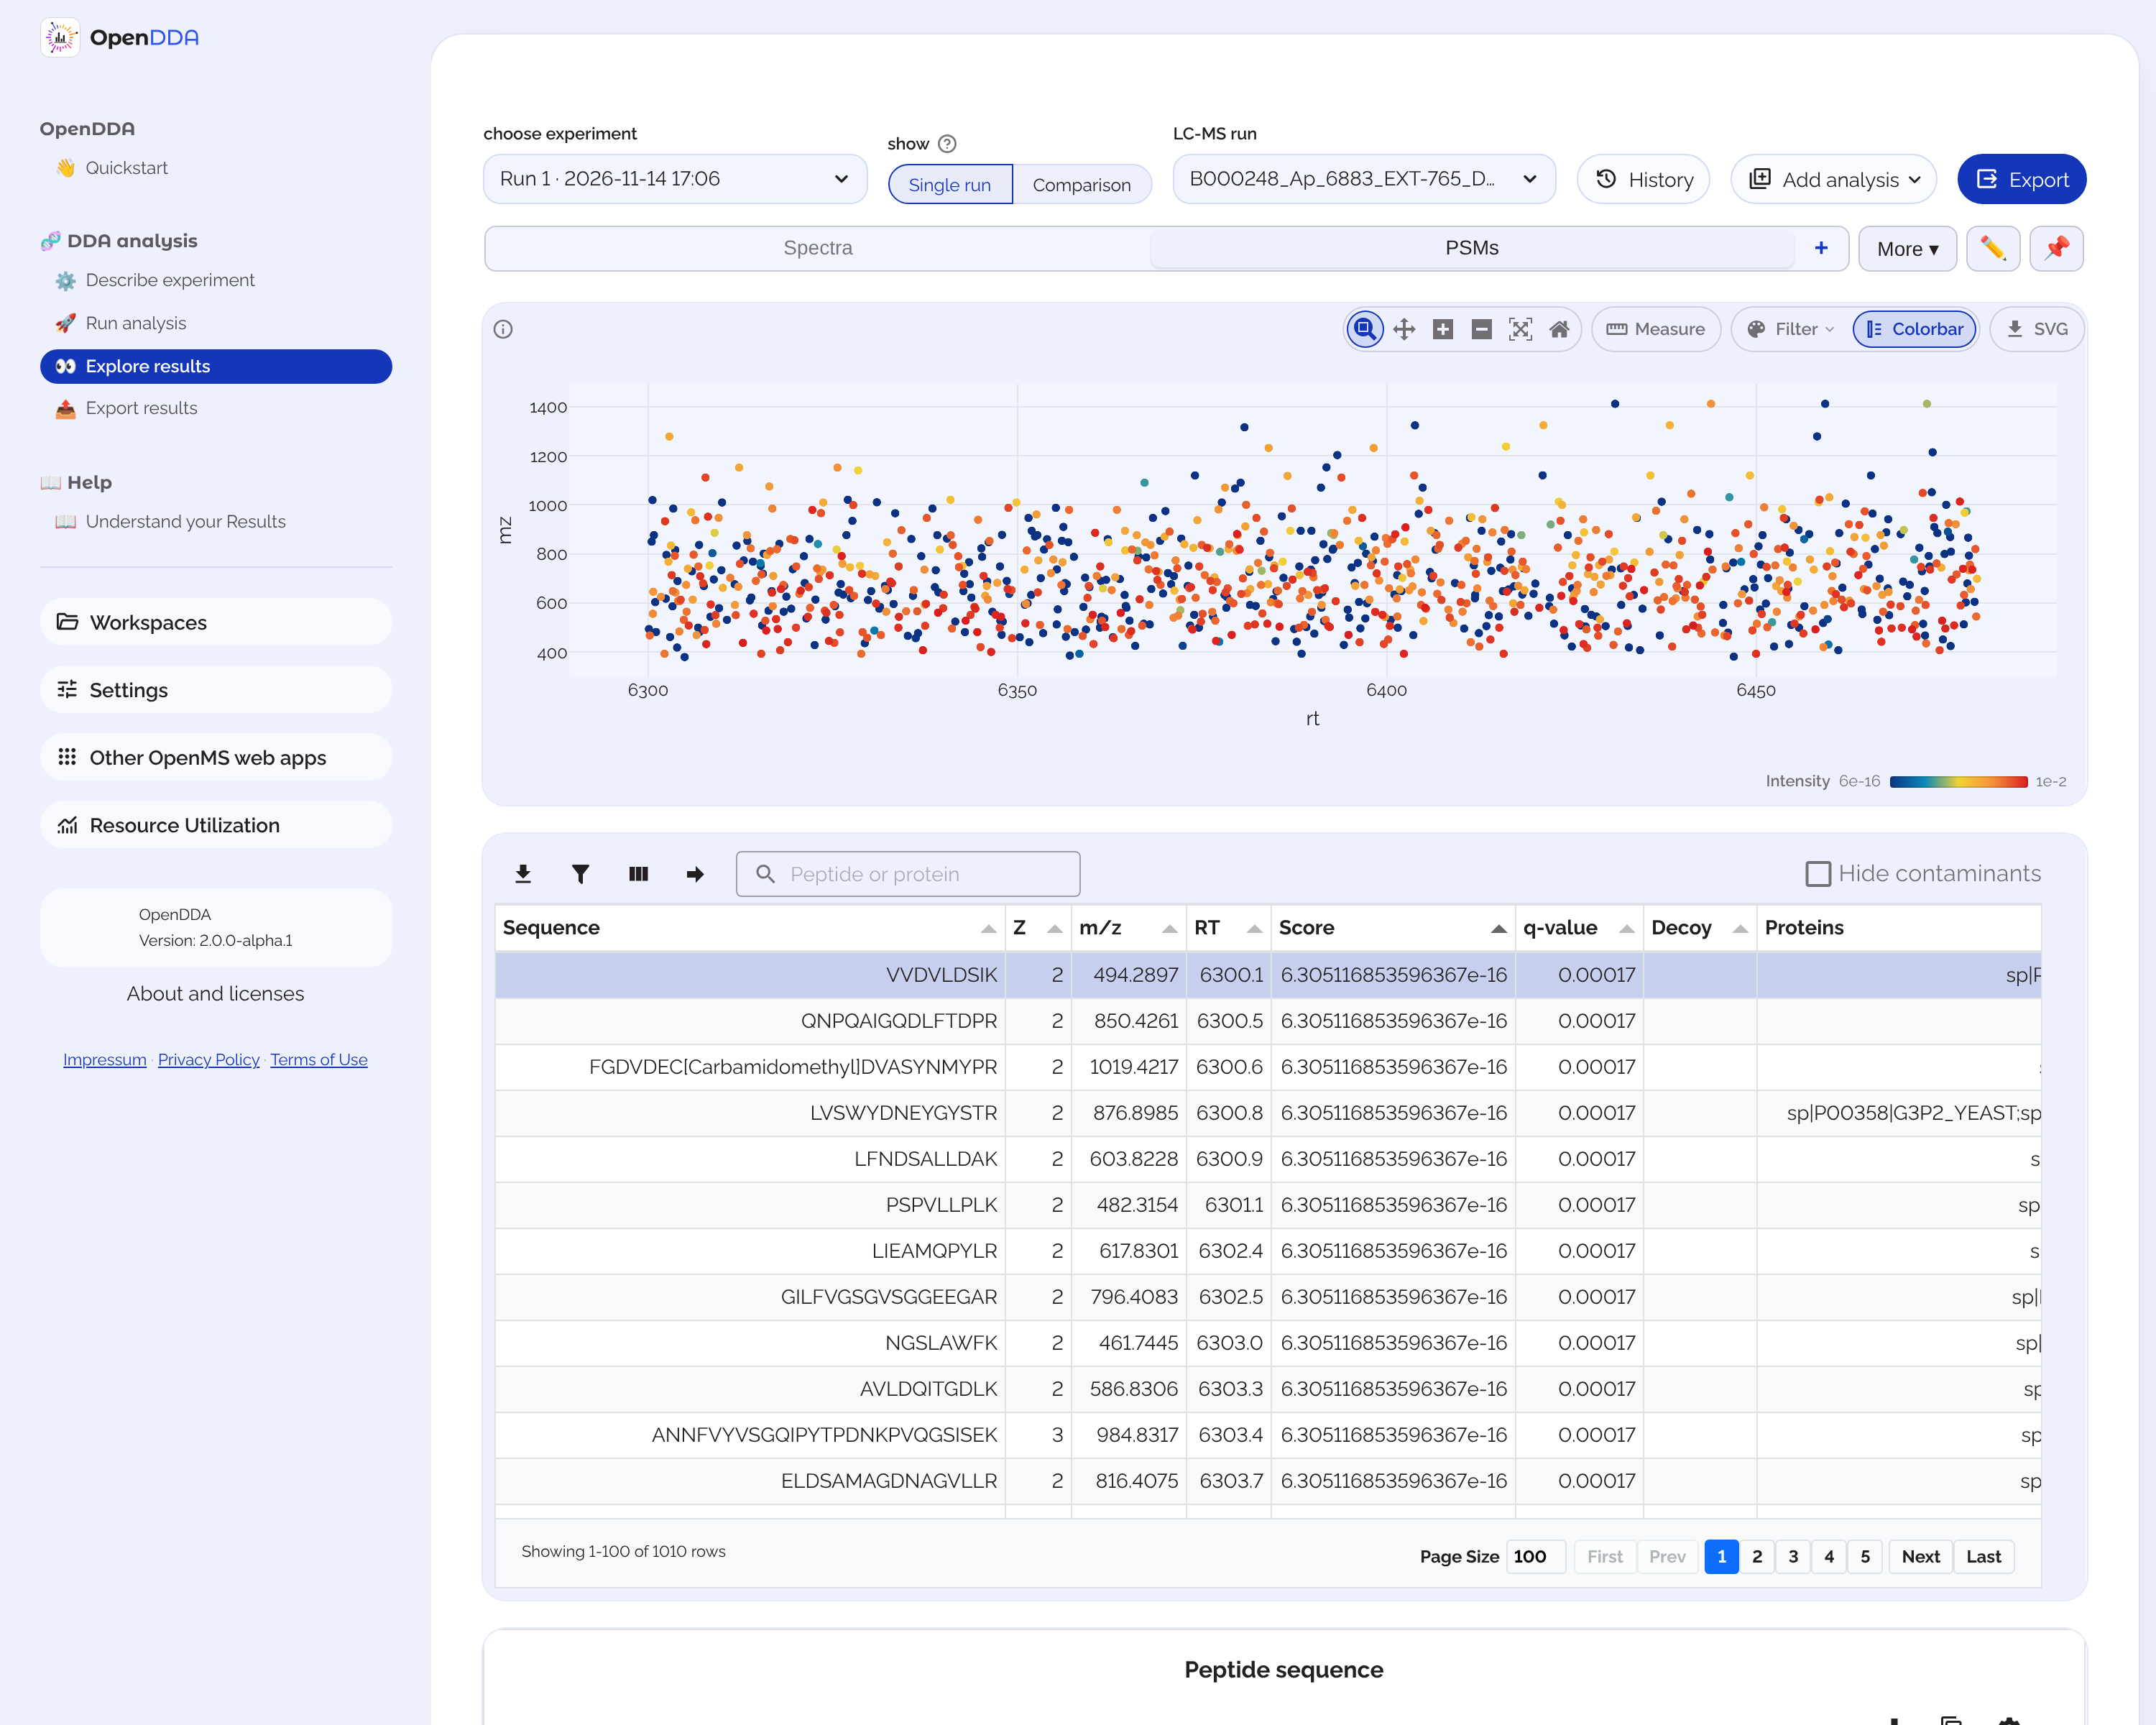 OpenDDA
OpenDDA
Quickstart
DDA analysis
Describe experiment
Run analysis
Explore results
Export results
Help
Understand your Results
Workspaces
Settings
Other OpenMS web apps
Resource Utilization
OpenDDA
Version: 2.0.0-alpha.1
About and licenses
Impressum · Privacy Policy · Terms of Use
choose experiment
Run 1 · 2026-11-14 17:06
show
Single run Comparison
LC-MS run
B000248_Ap_6883_EXT-765_D...
History
Add analysis
Export
Spectra PSMs + More ▾
Measure Filter Colorbar SVG
1400
1200
1000
800
600
400
mz
6300 6350 6400 6450
rt
Intensity 6e-16 1e-2
Peptide or protein
Hide contaminants
Sequence Z m/z RT Score q-value Decoy Proteins
VVDVLDSIK 2 494.2897 6300.1 6.305116853596367e-16 0.00017 sp|P
QNPQAIGQDLFTDPR 2 850.4261 6300.5 6.305116853596367e-16 0.00017
FGDVDEC[Carbamidomethyl]DVASYNMYPR 2 1019.4217 6300.6 6.305116853596367e-16 0.00017
LVSWYDNEYGYSTR 2 876.8985 6300.8 6.305116853596367e-16 0.00017 sp|P00358|G3P2_YEAST;sp
LFNDSALLDAK 2 603.8228 6300.9 6.305116853596367e-16 0.00017 s
PSPVLLPLK 2 482.3154 6301.1 6.305116853596367e-16 0.00017 sp
LIEAMQPYLR 2 617.8301 6302.4 6.305116853596367e-16 0.00017 s
GILFVGSGVSGGEEGAR 2 796.4083 6302.5 6.305116853596367e-16 0.00017 sp|
NGSLAWFK 2 461.7445 6303.0 6.305116853596367e-16 0.00017 sp|
AVLDQITGDLK 2 586.8306 6303.3 6.305116853596367e-16 0.00017 sp
ANNFVYVSGQIPYTPDNKPVQGSISEK 3 984.8317 6303.4 6.305116853596367e-16 0.00017 sp
ELDSAMAGDNAGVLLR 2 816.4075 6303.7 6.305116853596367e-16 0.00017 sp
Showing 1-100 of 1010 rows
Page Size 100 First Prev 1 2 3 4 5 Next Last
Peptide sequence